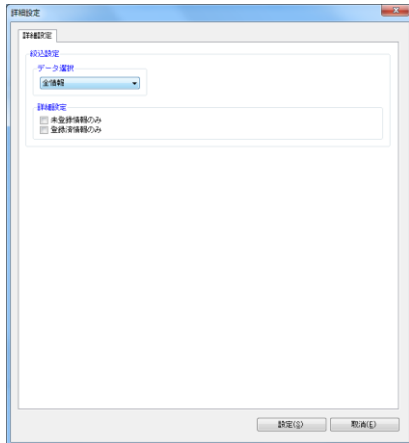 詳細設定
詳細設定
絞込設定
データ選択
全情報
詳細設定
未登録情報のみ
登録済情報のみ
設定(S)
取消(E)